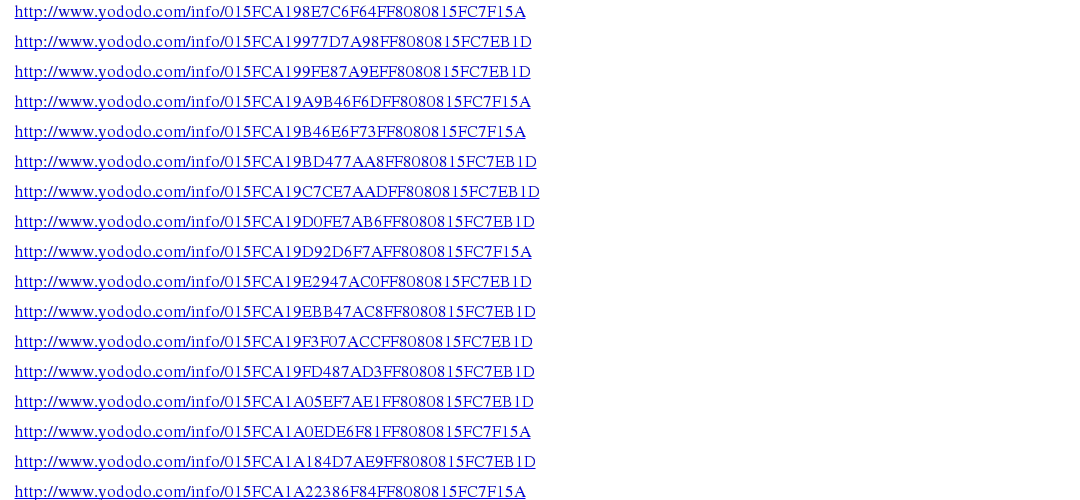 http://www.yododo.com/info/015FCA198E7C6F64FF8080815FC7F15A
http://www.yododo.com/info/015FCA19977D7A98FF8080815FC7EB1D
http://www.yododo.com/info/015FCA199FE87A9EFF8080815FC7EB1D
http://www.yododo.com/info/015FCA19A9B46F6DFF8080815FC7F15A
http://www.yododo.com/info/015FCA19B46E6F73FF8080815FC7F15A
http://www.yododo.com/info/015FCA19BD477AA8FF8080815FC7EB1D
http://www.yododo.com/info/015FCA19C7CE7AADFF8080815FC7EB1D
http://www.yododo.com/info/015FCA19D0FE7AB6FF8080815FC7EB1D
http://www.yododo.com/info/015FCA19D92D6F7AFF8080815FC7F15A
http://www.yododo.com/info/015FCA19E2947AC0FF8080815FC7EB1D
http://www.yododo.com/info/015FCA19EBB47AC8FF8080815FC7EB1D
http://www.yododo.com/info/015FCA19F3F07ACCFF8080815FC7EB1D
http://www.yododo.com/info/015FCA19FD487AD3FF8080815FC7EB1D
http://www.yododo.com/info/015FCA1A05EF7AE1FF8080815FC7EB1D
http://www.yododo.com/info/015FCA1A0EDE6F81FF8080815FC7F15A
http://www.yododo.com/info/015FCA1A184D7AE9FF8080815FC7EB1D
http://www.yododo.com/info/015FCA1A22386F84FF8080815FC7F15A